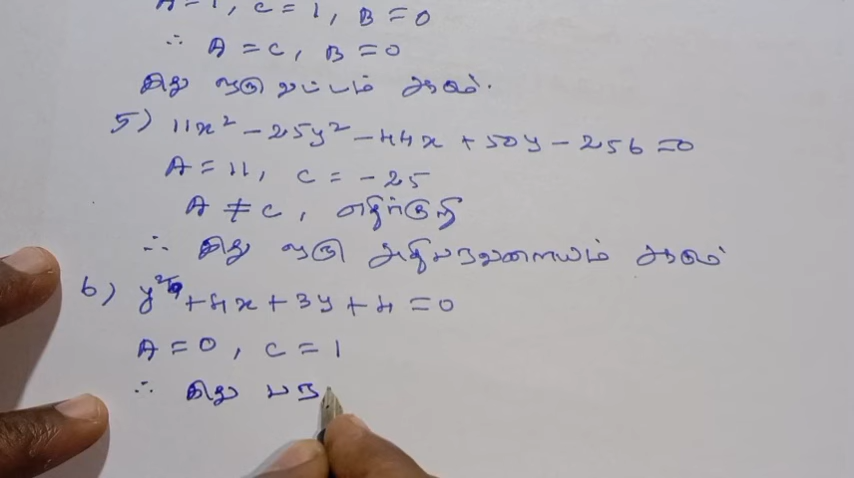 A = 1, C = 1, B = 0
∴ A = C, B = 0
இது ஒரு வட்டம் ஆகும்.
5) 11x² - 25y² - 44x + 50y - 256 = 0
A = 11, C = -25
A ≠ C, எதிர்குறி
∴ இது ஒரு அதிபரவளையம் ஆகும்
6) y² + 4x + 3y + 4 = 0
A = 0, C = 1
∴ இது பர